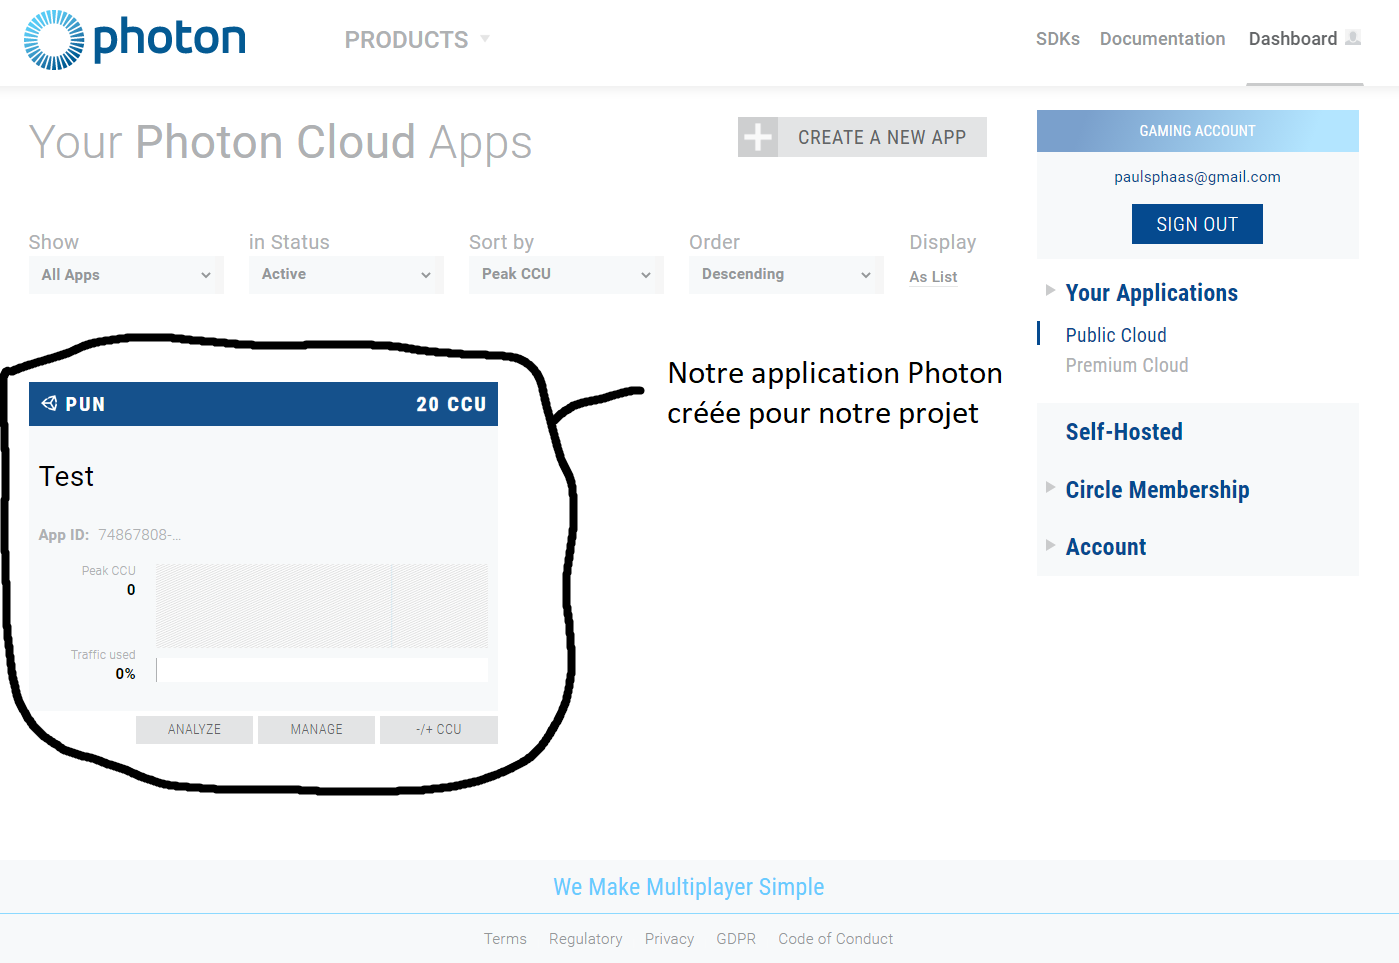 photon
PRODUCTS
SDKs Documentation Dashboard
Your Photon Cloud Apps
CREATE A NEW APP
GAMING ACCOUNT
paulsphaas@gmail.com
SIGN OUT
Show in Status Sort by Order Display
All Apps Active Peak CCU Descending As List
Your Applications
Public Cloud
Premium Cloud
Self-Hosted
Circle Membership
Account
Notre application Photon
créée pour notre projet
PUN 20 CCU
Test
App ID: 74867808-...
Peak CCU
0
Traffic used
0%
ANALYZE MANAGE -/+ CCU
We Make Multiplayer Simple
Terms Regulatory Privacy GDPR Code of Conduct